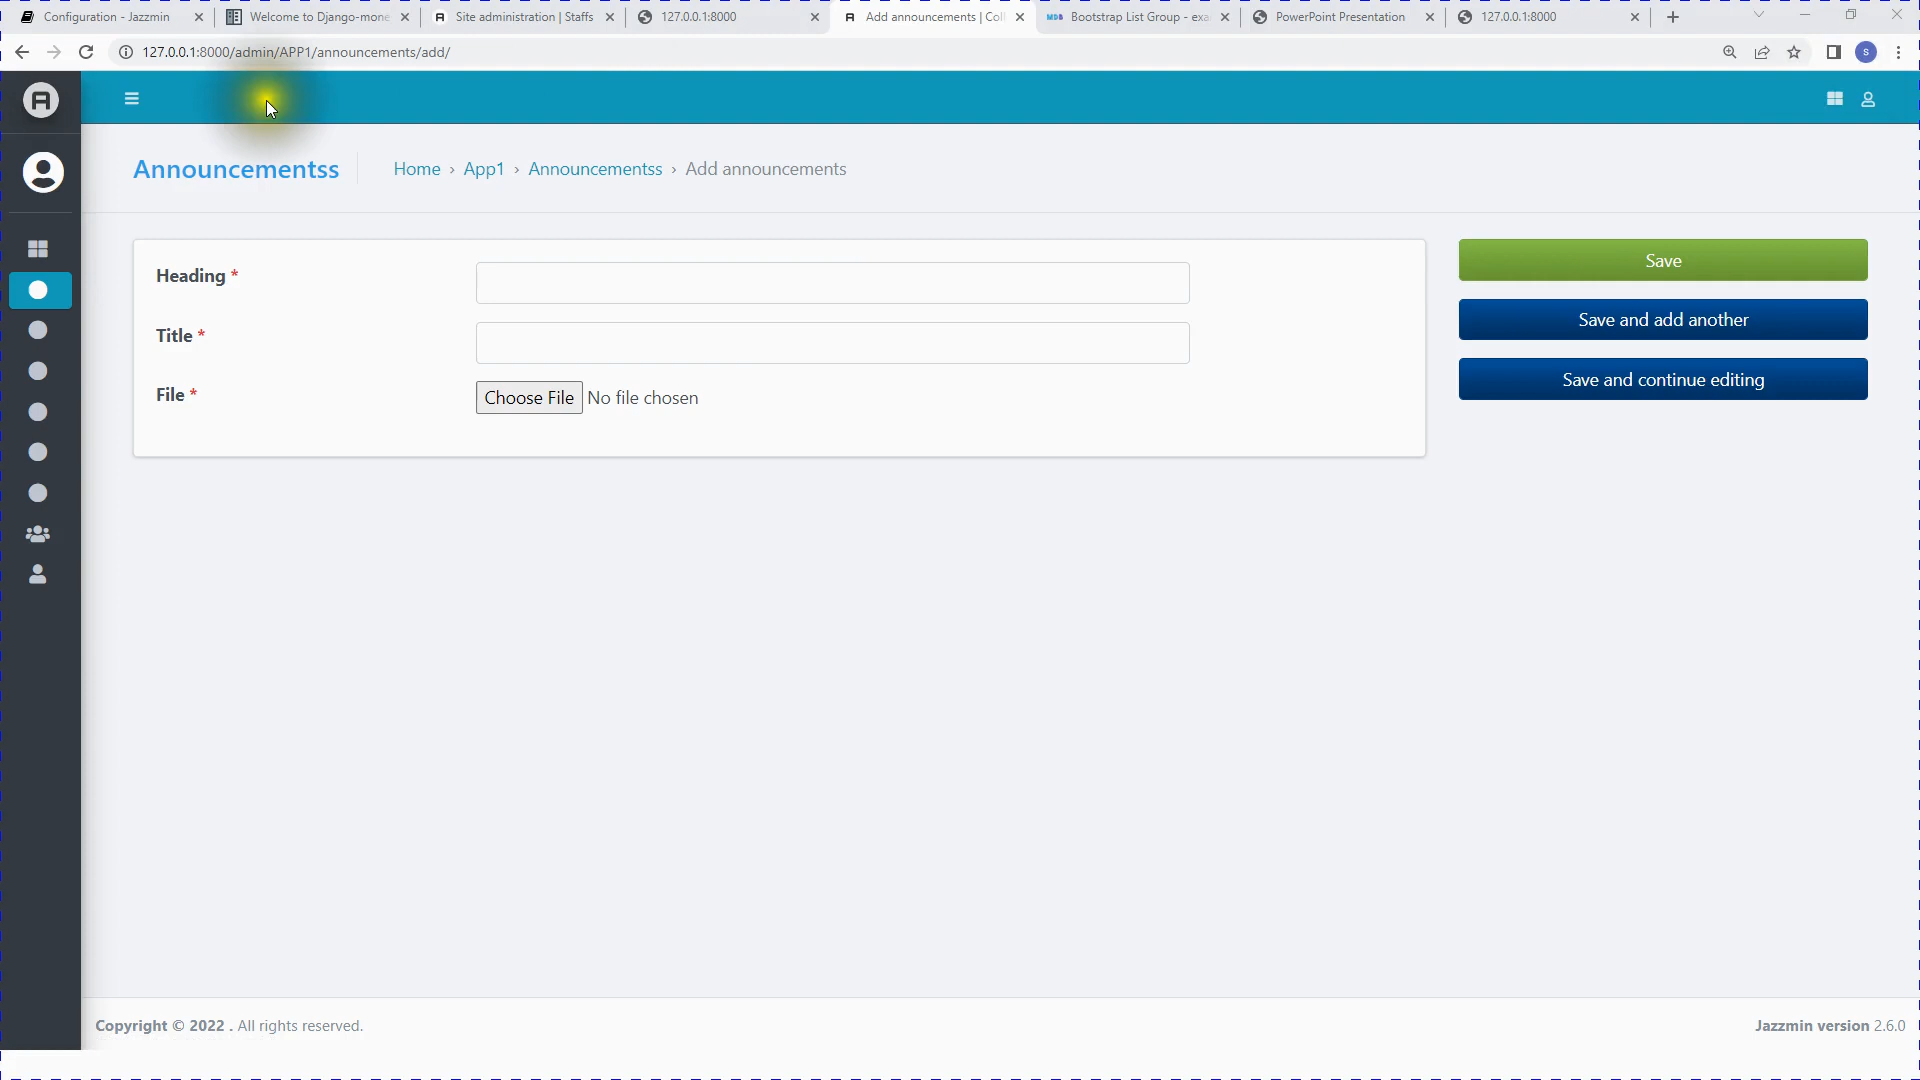 Configuration - Jazzmin
Welcome to Django-mone
Site administration | Staffs
127.0.0.1:8000
Add announcements | Coll
Bootstrap List Group - exa
PowerPoint Presentation
127.0.0.1:8000
127.0.0.1:8000/admin/APP1/announcements/add/
S
Announcementss
Home › App1 › Announcementss › Add announcements
Heading *
Save
Title *
Save and add another
File *
Choose File No file chosen
Save and continue editing
Copyright © 2022 . All rights reserved.
Jazzmin version 2.6.0